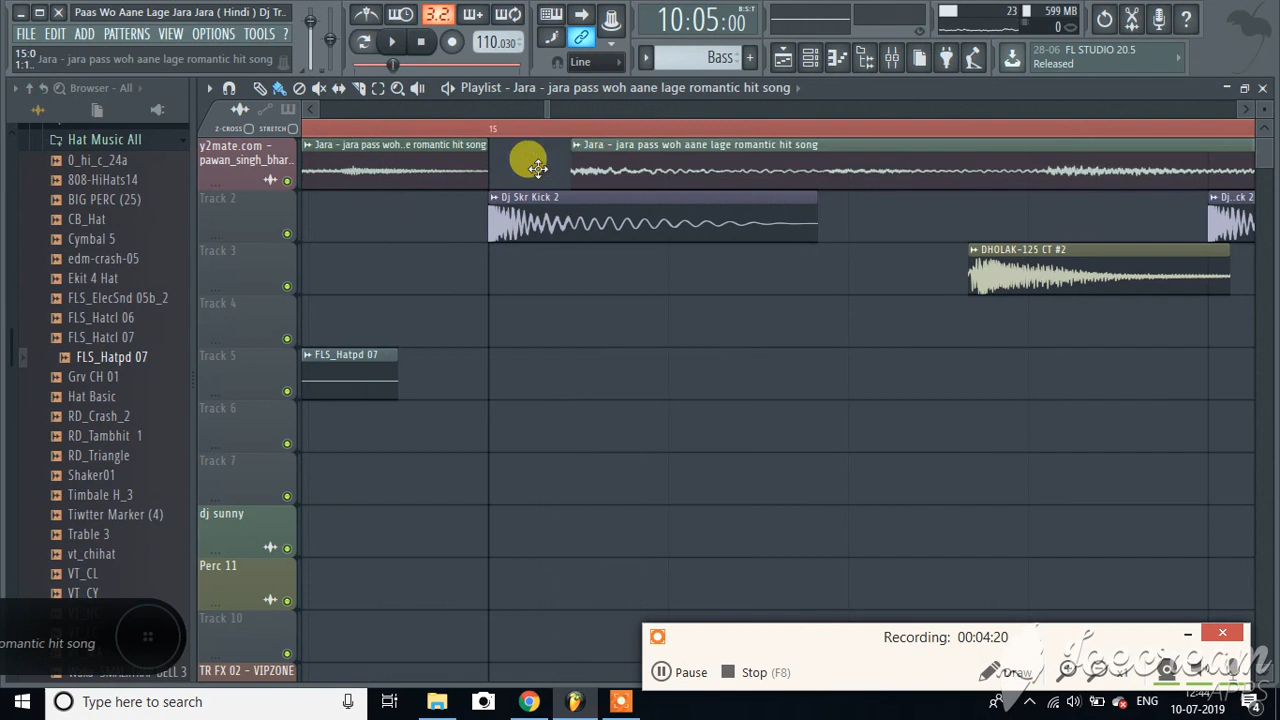 Paas Wo Aane Lage Jara Jara ( Hindi ) Dj Tr..
FILE EDIT ADD PATTERNS VIEW OPTIONS TOOLS ?
15:0
1:1..
Jara - jara pass woh aane lage romantic hit song
3.2:
110.030
10:05:00
B:S:T
Line
Bass
23
599 MB
0
28-06 FL STUDIO 20.5
Released
Browser - All
Playlist - Jara - jara pass woh aane lage romantic hit song
Hat Music All
0_hi_c_24a
808-HiHats14
BIG PERC (25)
CB_Hat
Cymbal 5
edm-crash-05
Ekit 4 Hat
FLS_ElecSnd 05b_2
FLS_Hatcl 06
FLS_Hatcl 07
FLS_Hatpd 07
Grv CH 01
Hat Basic
RD_Crash_2
RD_Tambhit 1
RD_Triangle
Shaker01
Timbale H_3
Tiwtter Marker (4)
Trable 3
vt_chihat
VT_CL
VT_CY
Z-CROSS STRETCH
15
y2mate.com -
pawan_singh_bhar..
Jara - jara pass woh..e romantic hit song
Jara - jara pass woh aane lage romantic hit song
Track 2
Dj Skr Kick 2
Dj..ck 2
Track 3
DHOLAK-125 CT #2
Track 4
Track 5
FLS_Hatpd 07
Track 6
Track 7
dj sunny
Perc 11
Track 10
TR FX 02 - VIPZONE
omantic hit song
Recording: 00:04:20
Pause
Stop (F8)
Draw
icecream
APPS
Type here to search
ENG
12:44
10-07-2019
4